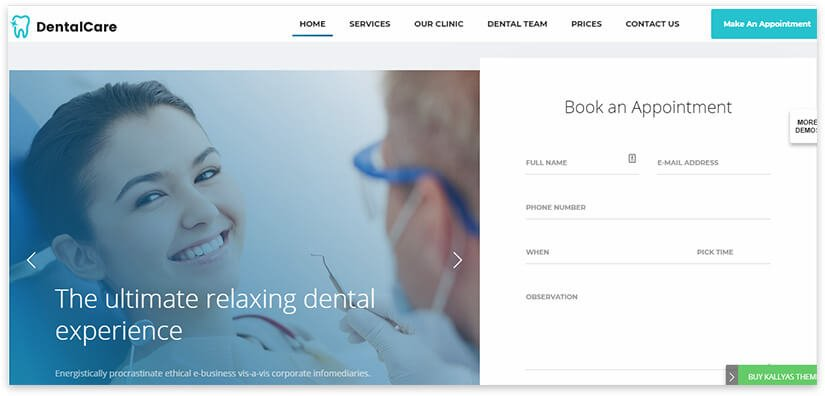 DentalCare
HOME SERVICES OUR CLINIC DENTAL TEAM PRICES CONTACT US
Make An Appointment
Book an Appointment
MORE
DEMOS
FULL NAME E-MAIL ADDRESS
PHONE NUMBER
WHEN PICK TIME
OBSERVATION
The ultimate relaxing dental
experience
Energistically procrastinate ethical e-business vis-a-vis corporate infomediaries.
BUY KALLYAS THEM